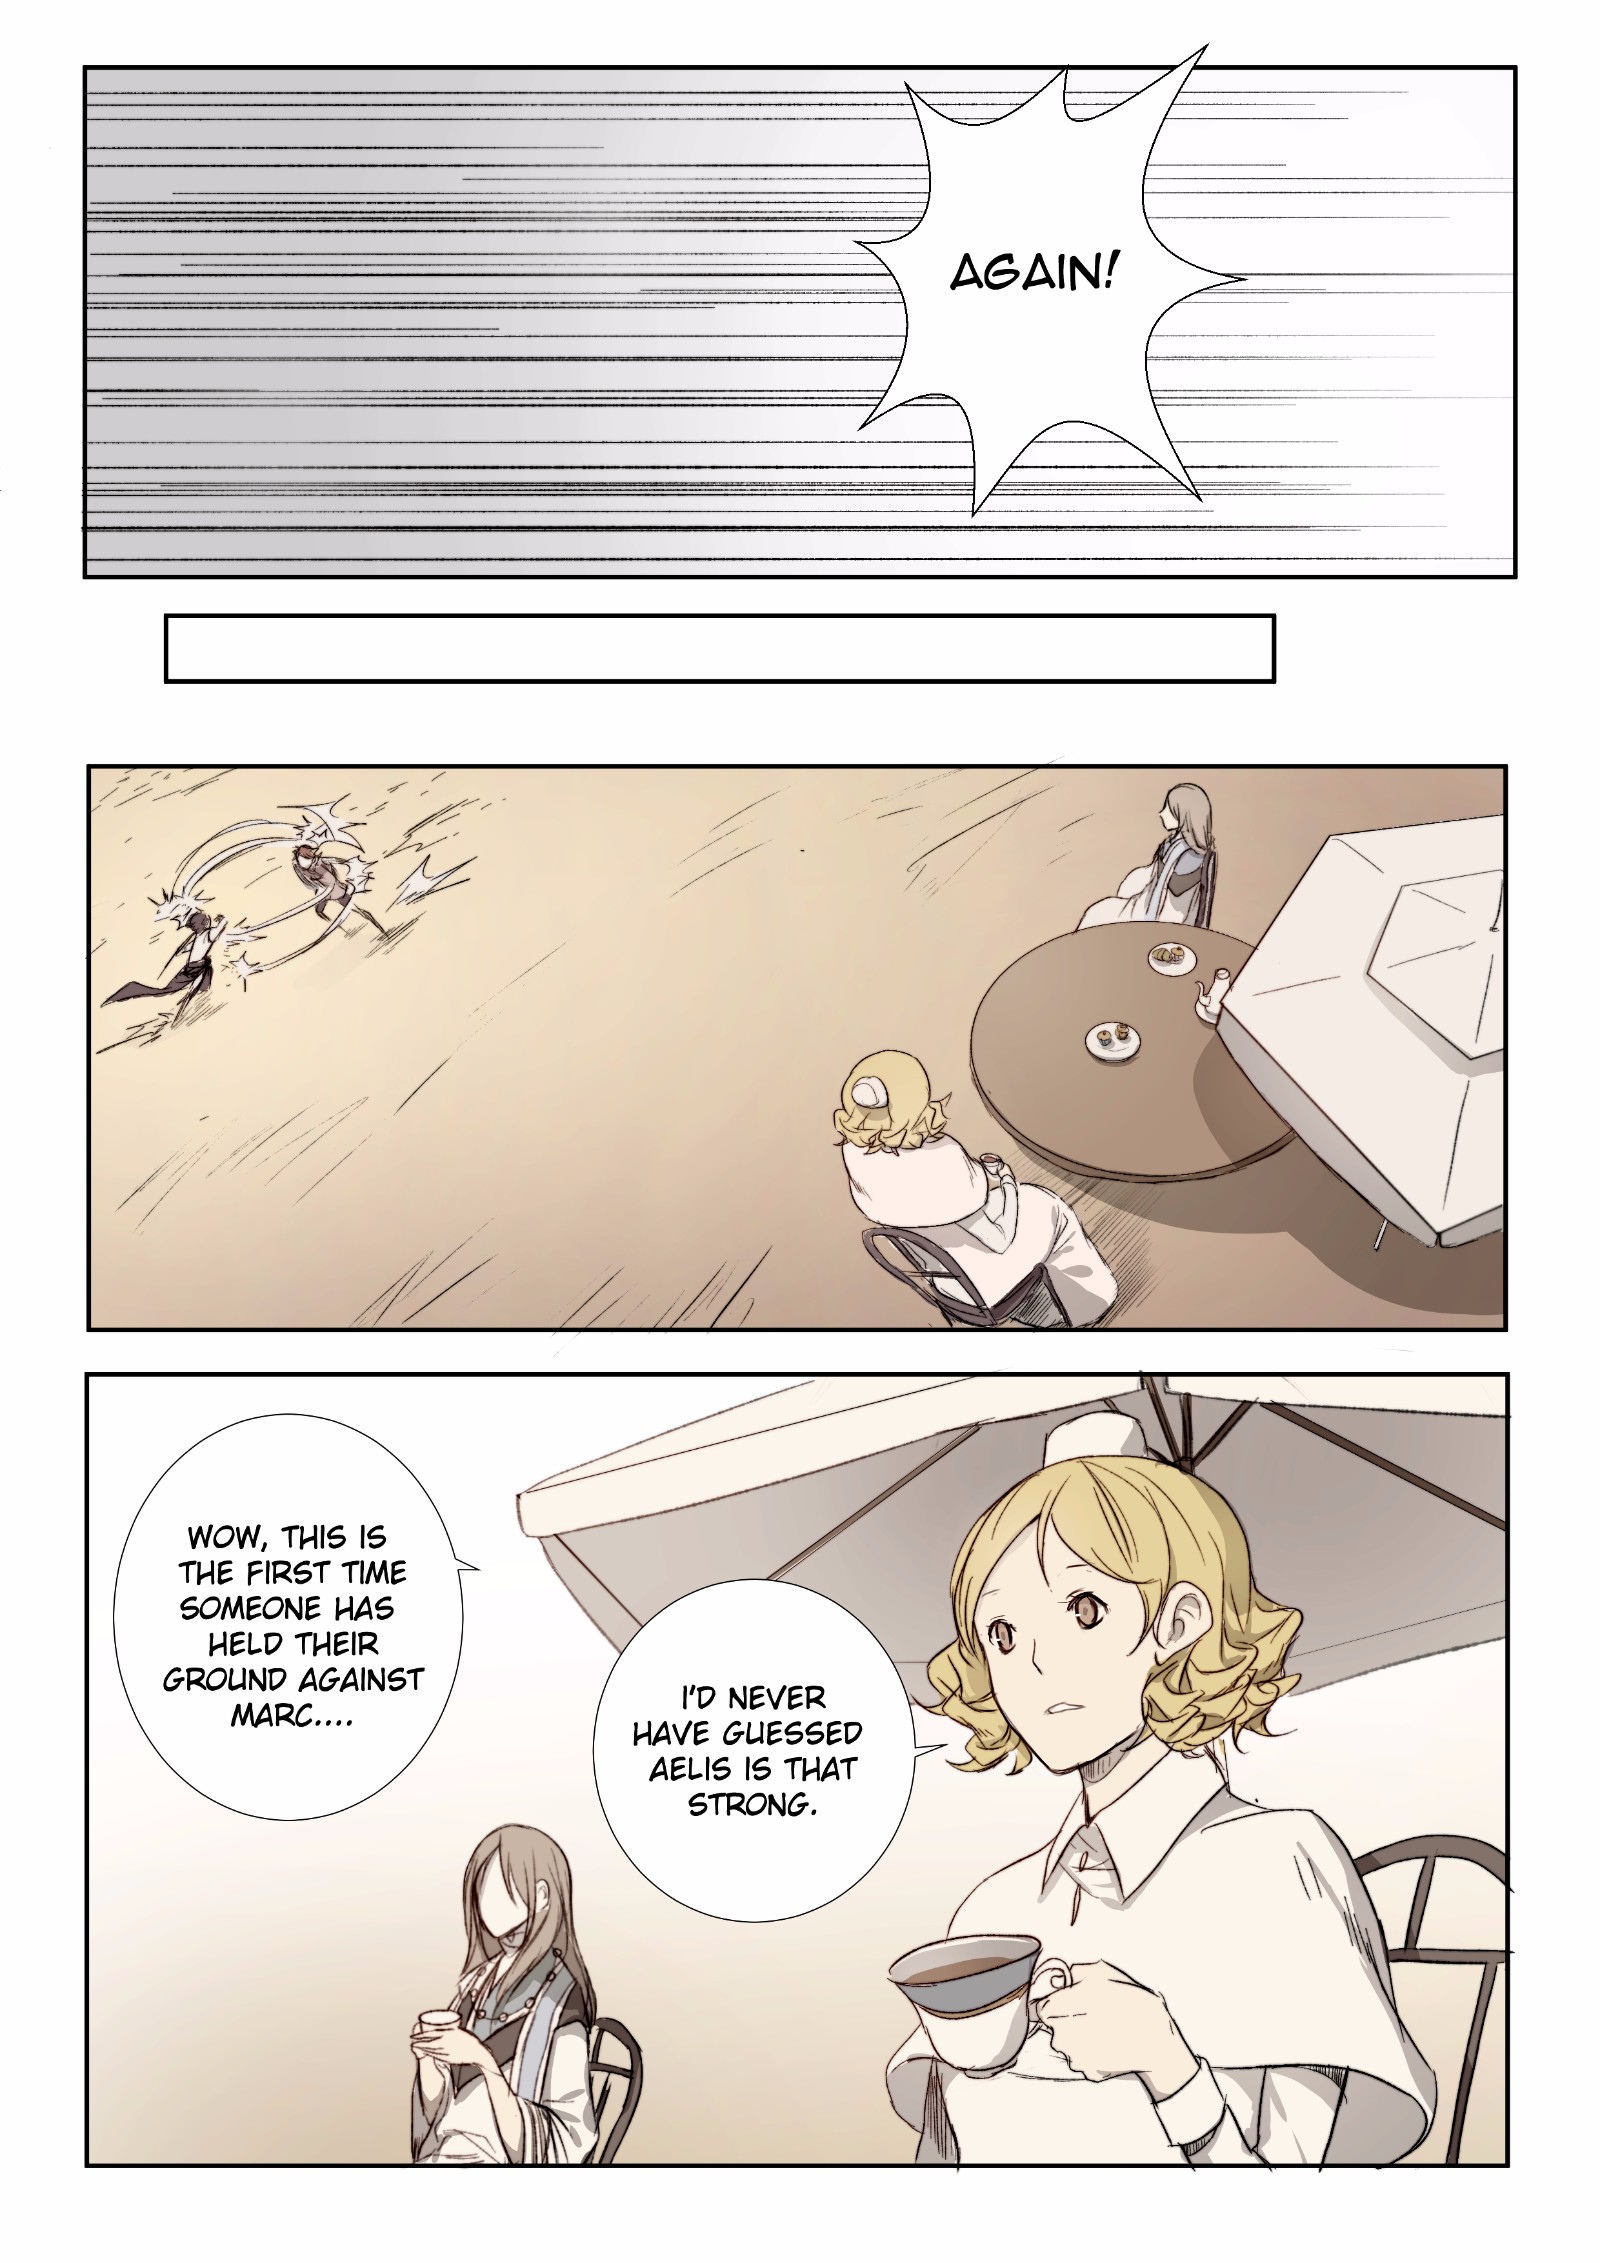 AGAIN!
WOW, THIS IS
THE FIRST TIME
SOMEONE HAS
HELD THEIR
GROUND AGAINST
MARC....
I'D NEVER
HAVE GUESSED
AELIS IS THAT
STRONG.